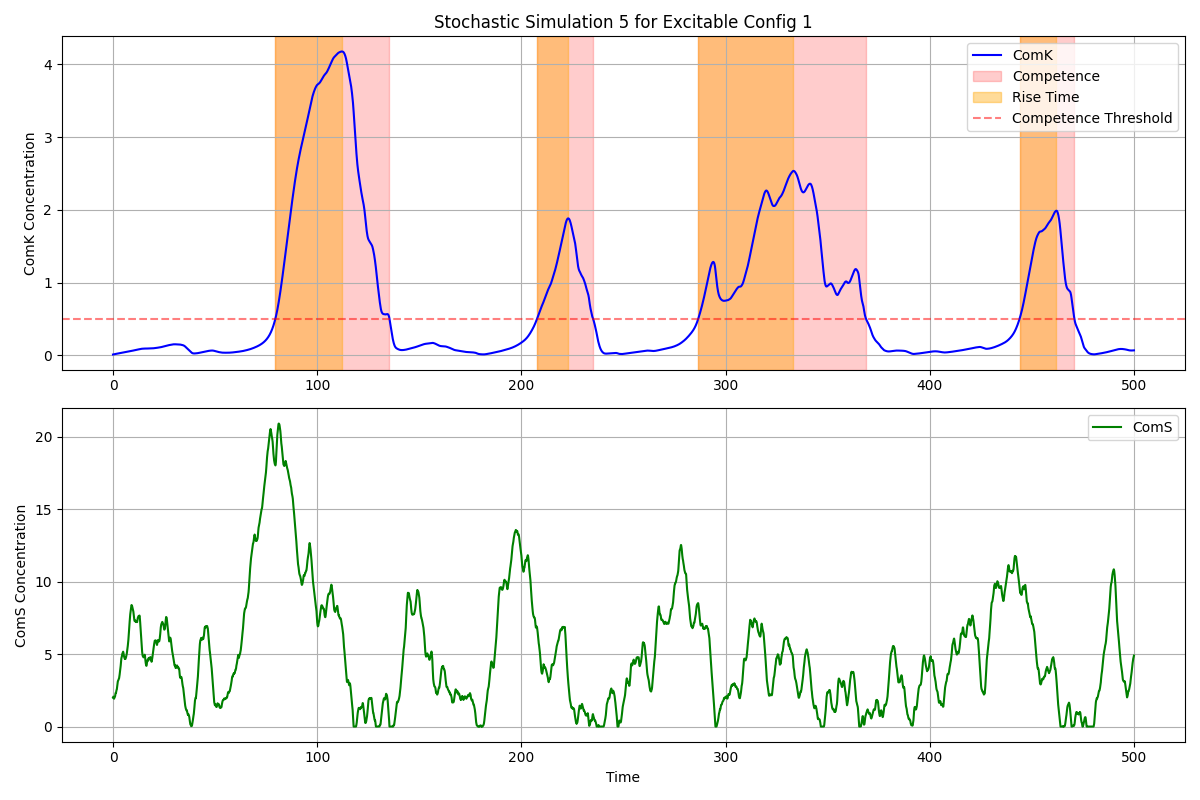 Stochastic Simulation 5 for Excitable Config 1
ComK Concentration
4
3
2
1
0
ComK
Competence
Rise Time
Competence Threshold
0
100
200
300
400
500
ComS Concentration
20
15
10
5
0
ComS
0
100
200
300
400
500
Time